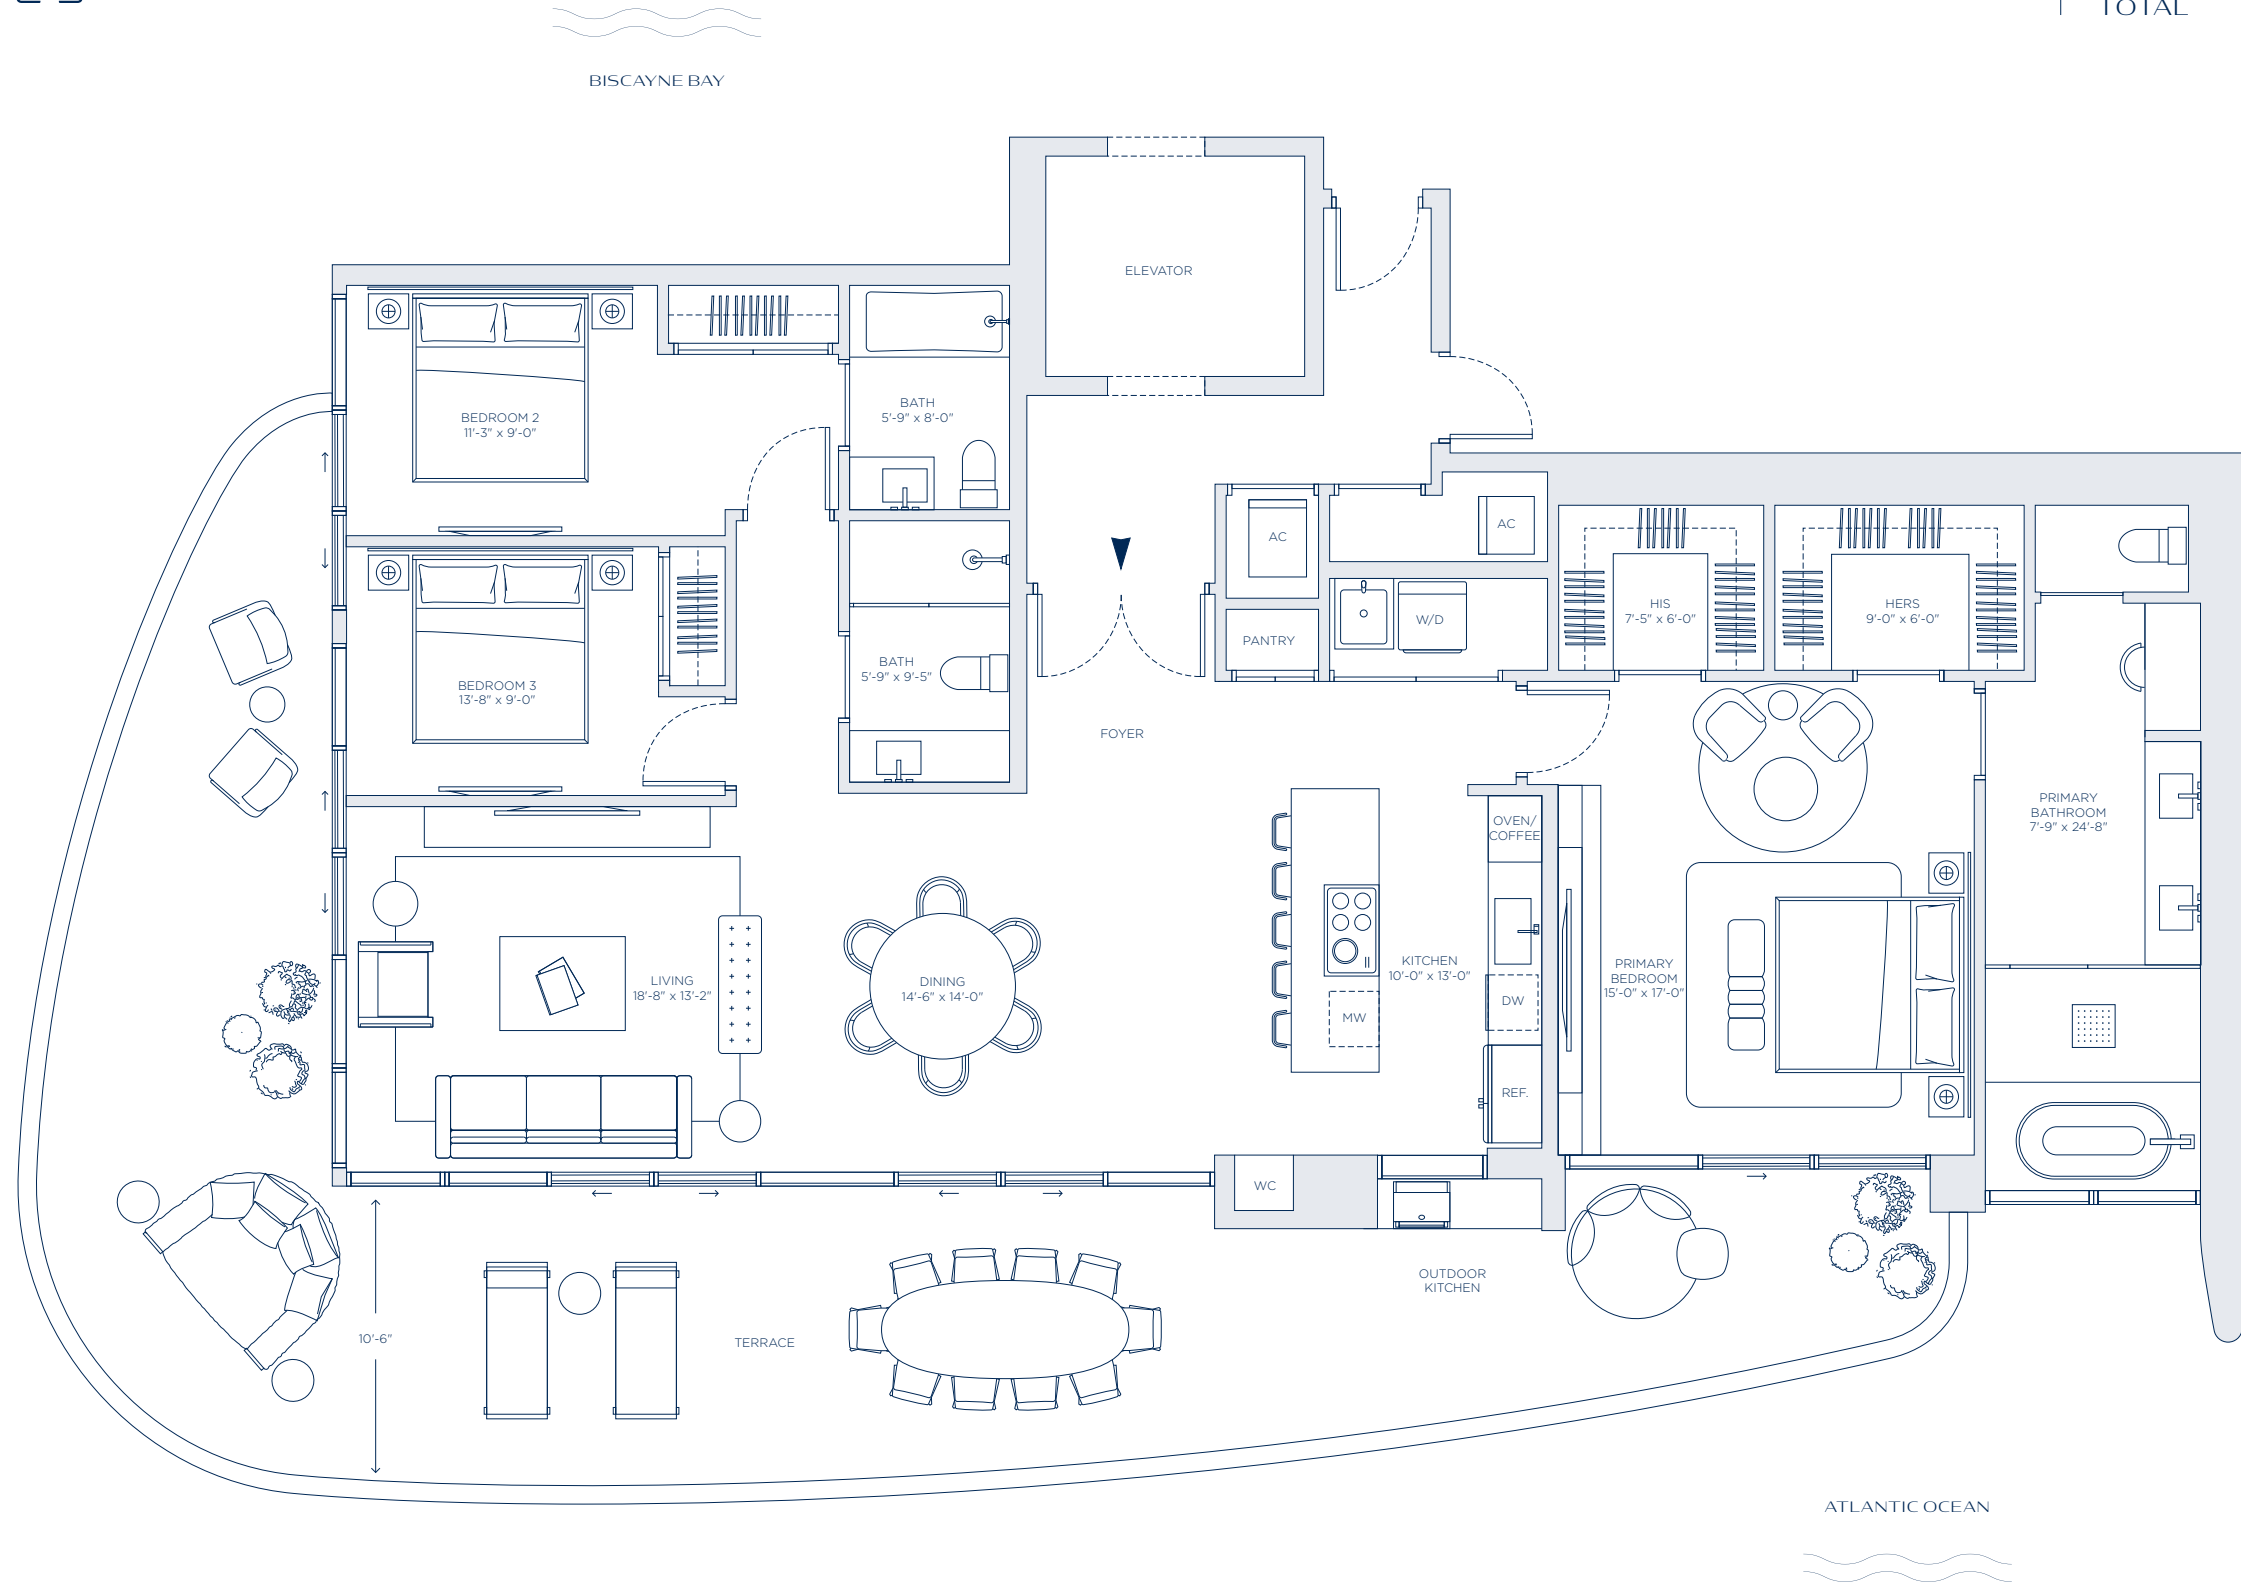 TOTAL
BISCAYNE BAY
ELEVATOR
BEDROOM 2
11'-3" x 9'-0"
BATH
5'-9" x 8'-0"
AC
AC
HIS
7'-5" x 6'-0"
HERS
9'-0" x 6'-0"
W/D
PANTRY
BATH
5'-9" x 9'-5"
BEDROOM 3
13'-8" x 9'-0"
FOYER
PRIMARY
BATHROOM
7'-9" x 24'-8"
OVEN/
COFFEE
LIVING
18'-8" x 13'-2"
DINING
14'-6" x 14'-0"
KITCHEN
10'-0" x 13'-0"
PRIMARY
BEDROOM
15'-0" x 17'-0"
DW
MW
REF.
WC
OUTDOOR
KITCHEN
10'-6"
TERRACE
ATLANTIC OCEAN